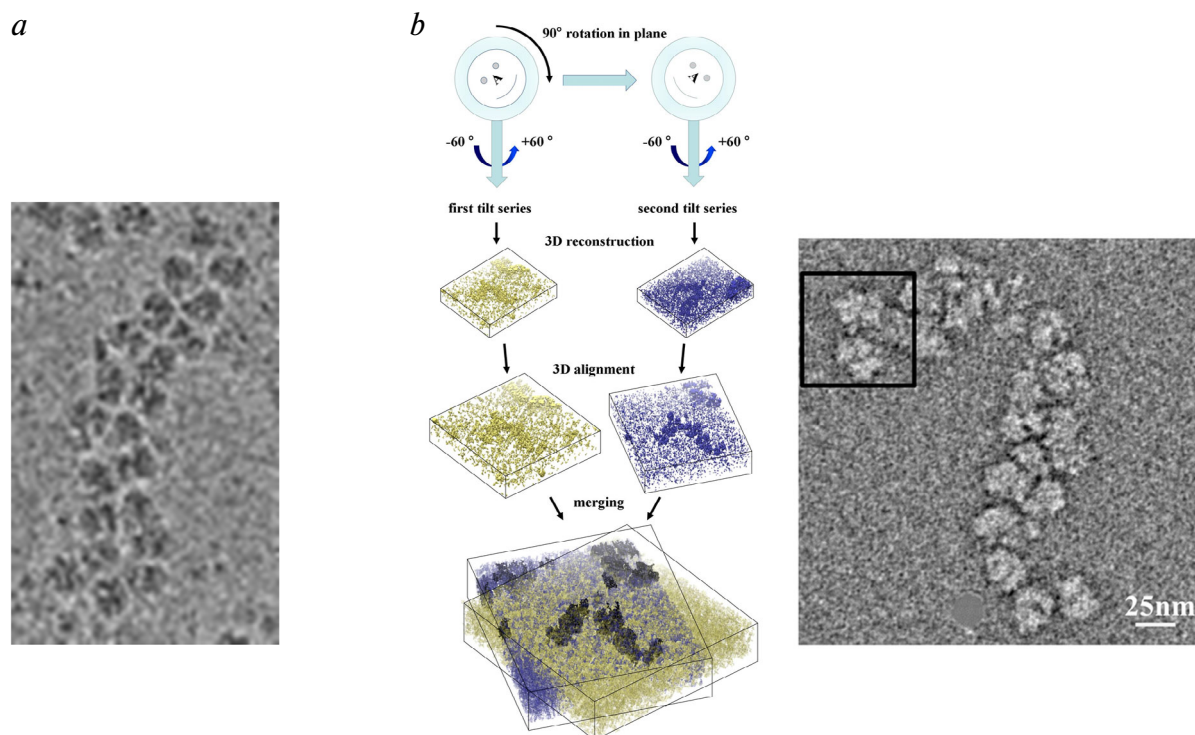 a
b
90° rotation in plane
-60 °
+60 °
-60 °
+60 °
first tilt series
second tilt series
3D reconstruction
3D alignment
merging
25nm